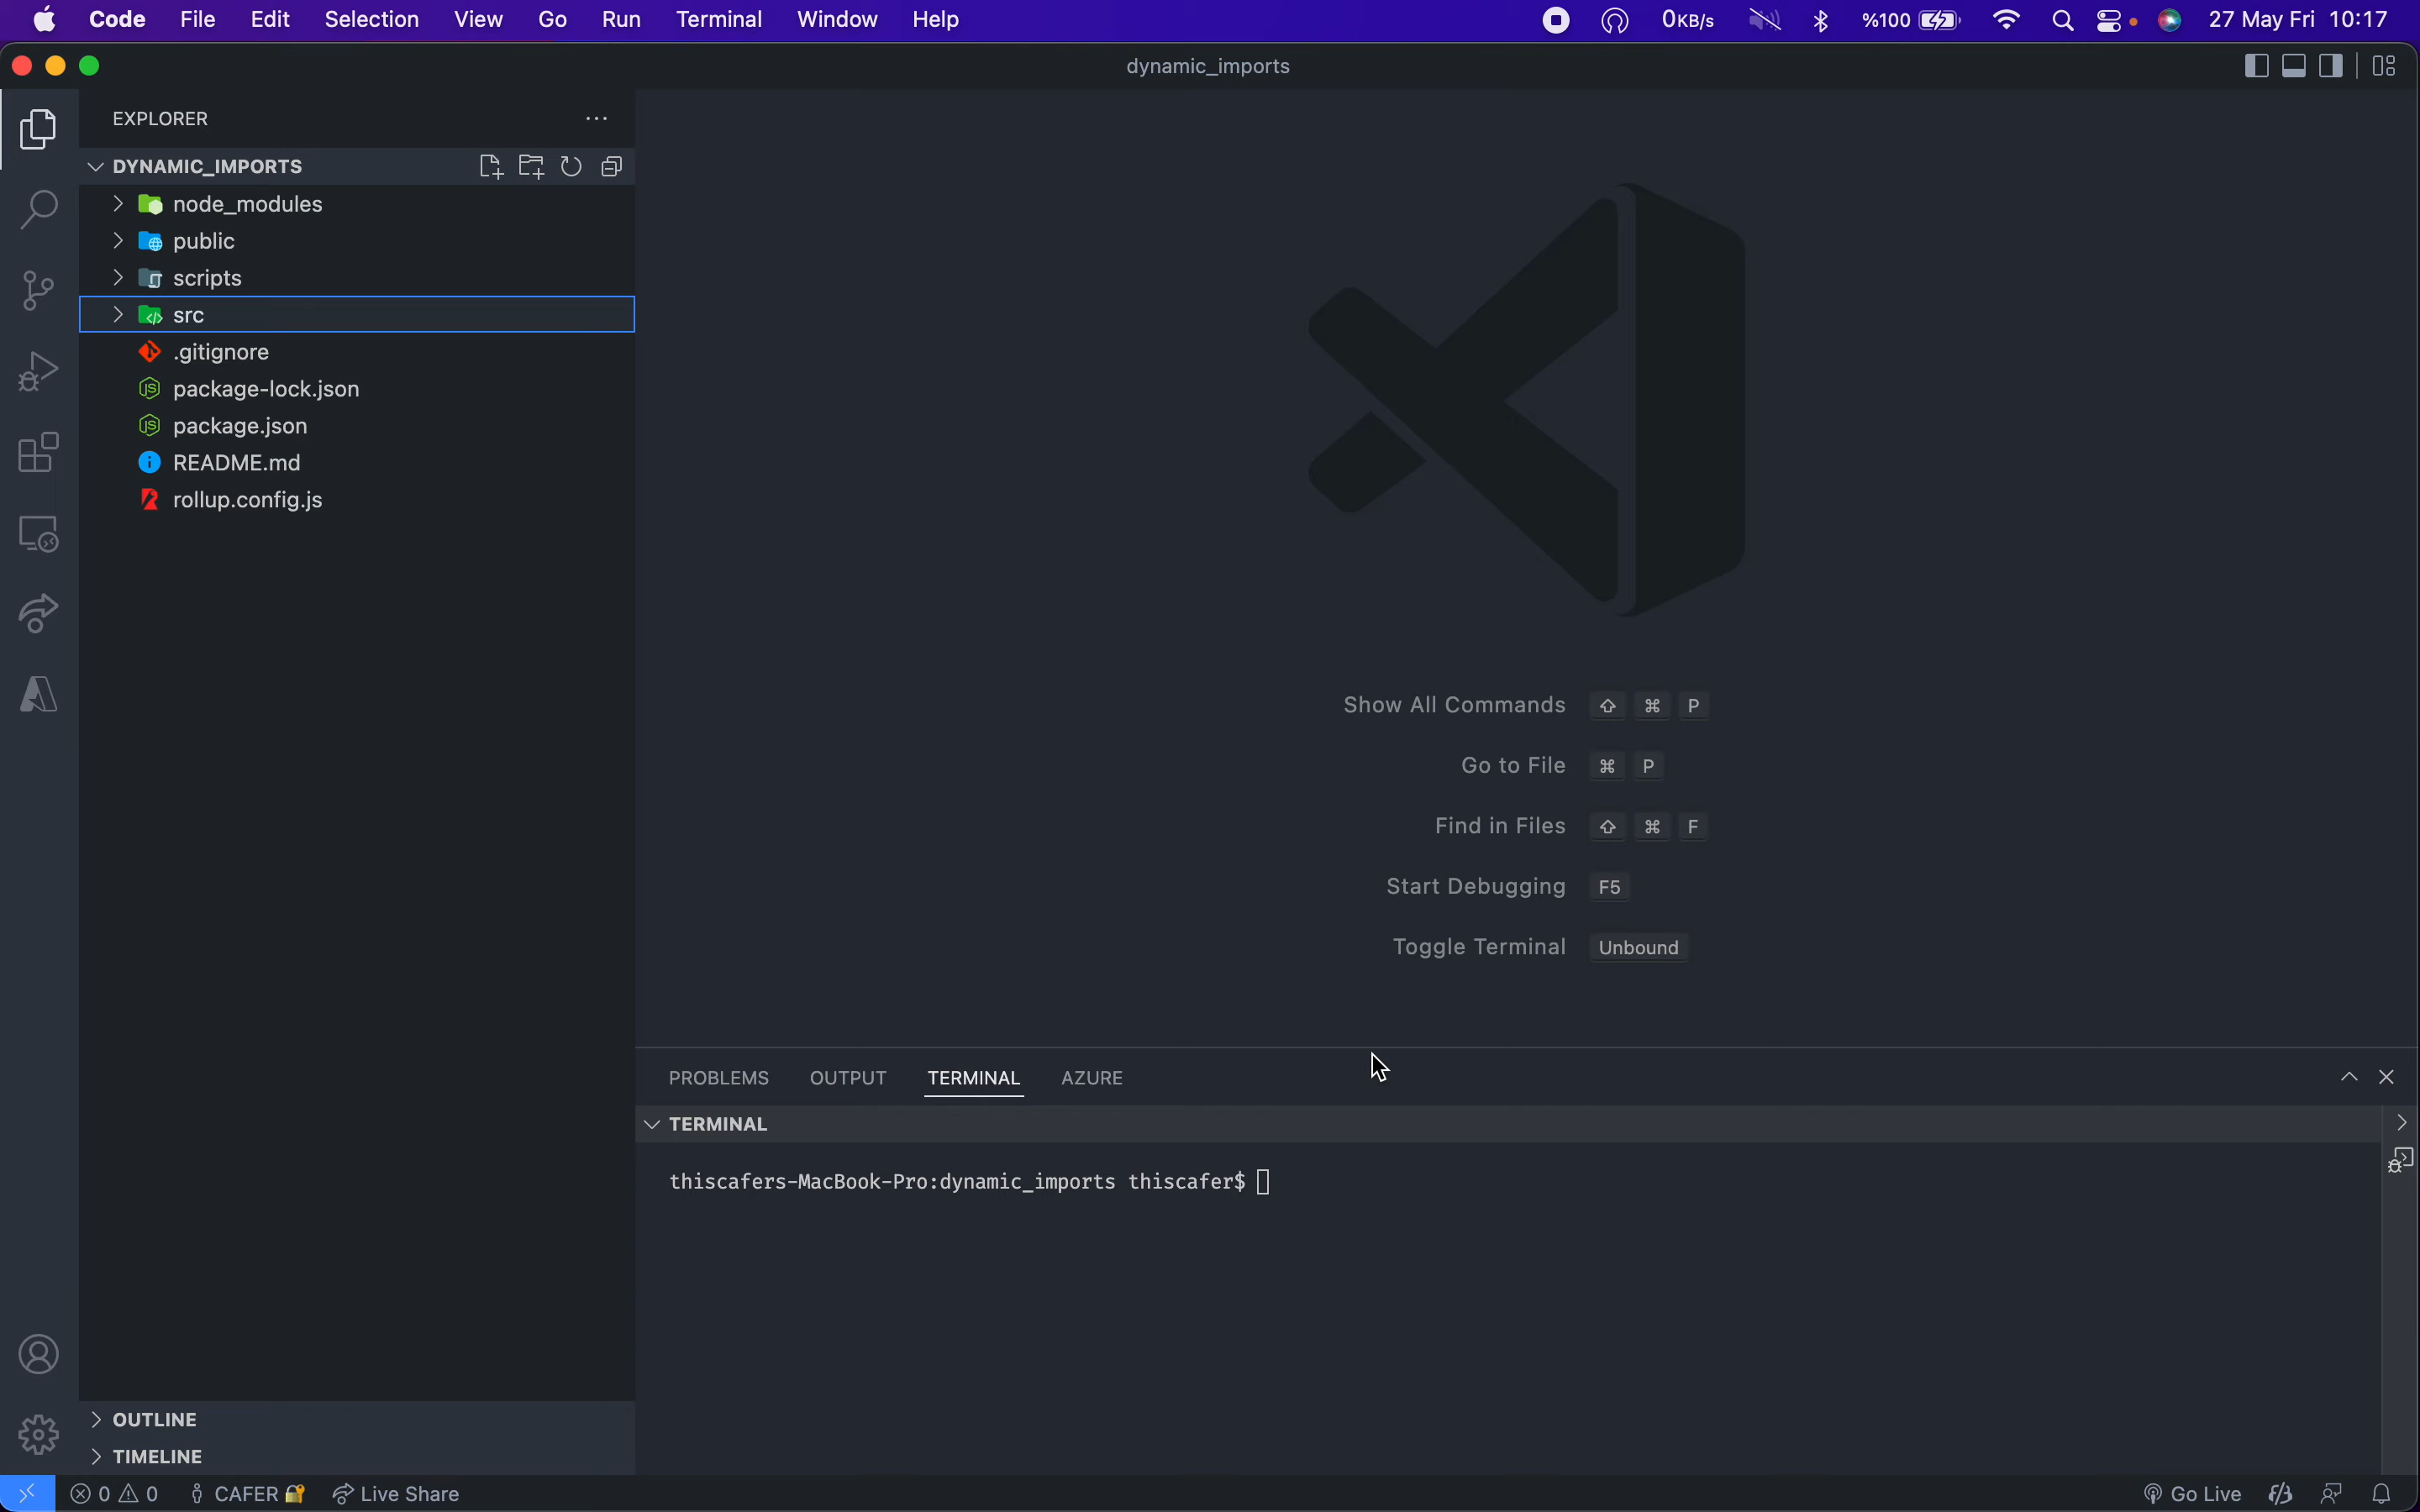 Code File Edit Selection View Go Run Terminal Window Help 0KB/s %100 27 May Fri 10:17
dynamic_imports
EXPLORER
DYNAMIC_IMPORTS
node_modules
public
scripts
src
.gitignore
package-lock.json
package.json
README.md
rollup.config.js
Show All Commands ⇧ ⌘ P
Go to File ⌘ P
Find in Files ⇧ ⌘ F
Start Debugging F5
Toggle Terminal Unbound
PROBLEMS OUTPUT TERMINAL AZURE
TERMINAL
thiscafers-MacBook-Pro:dynamic_imports thiscafer$
OUTLINE
TIMELINE
0 0 CAFER Live Share Go Live